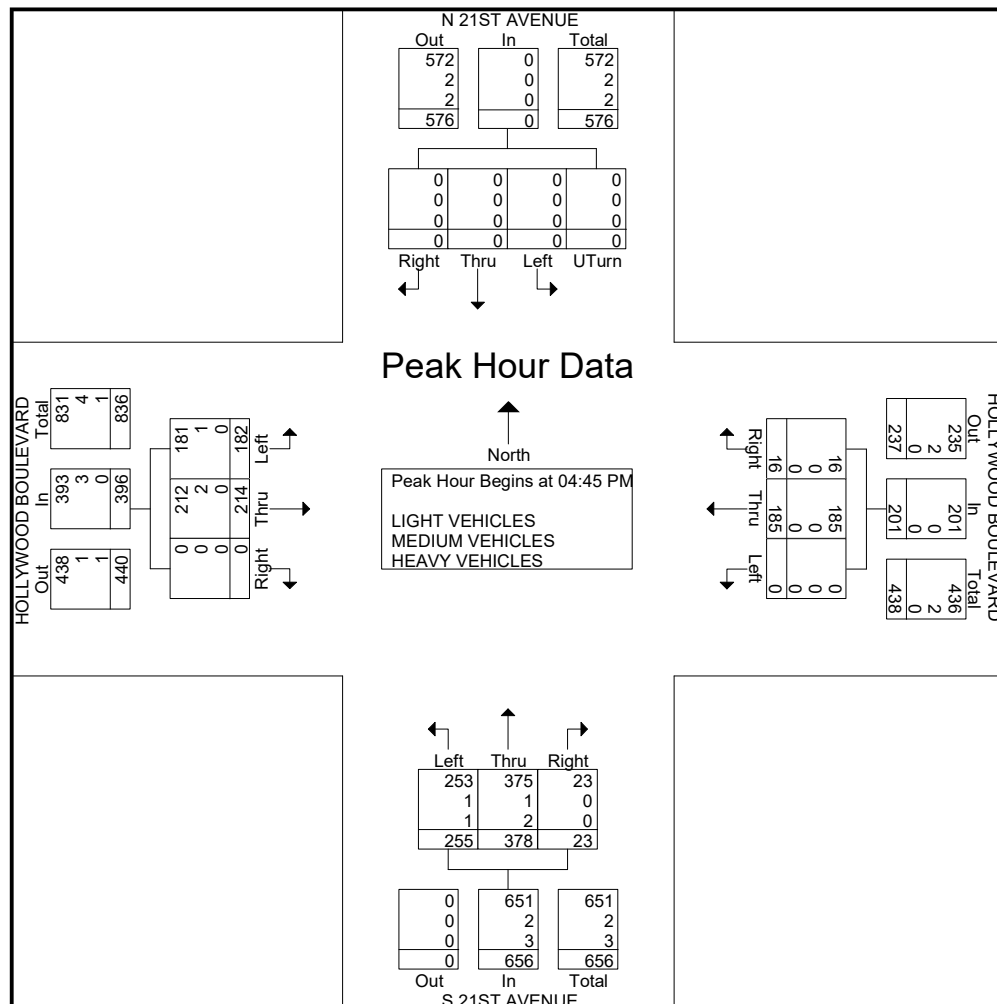 N 21ST AVENUE
Out In Total
572 0 572
2 0 2
2 0 2
576 0 576
0 0 0 0
0 0 0 0
0 0 0 0
0 0 0 0
Right Thru Left UTurn
Peak Hour Data
North
Peak Hour Begins at 04:45 PM
LIGHT VEHICLES
MEDIUM VEHICLES
HEAVY VEHICLES
HOLLYWOOD BOULEVARD
Out In Total
438 393 831
1 3 4
1 0 1
440 396 836
Right Thru Left
0 212 181
0 2 1
0 0 0
0 214 182
HOLLYWOOD BOULEVARD
Out In Total
235 201 436
2 0 2
0 0 0
237 201 438
Right Thru Left
16 185 0
0 0 0
0 0 0
16 185 0
Left Thru Right
253 375 23
1 1 0
1 2 0
255 378 23
0 651 651
0 2 2
0 3 3
0 656 656
Out In Total
S 21ST AVENUE